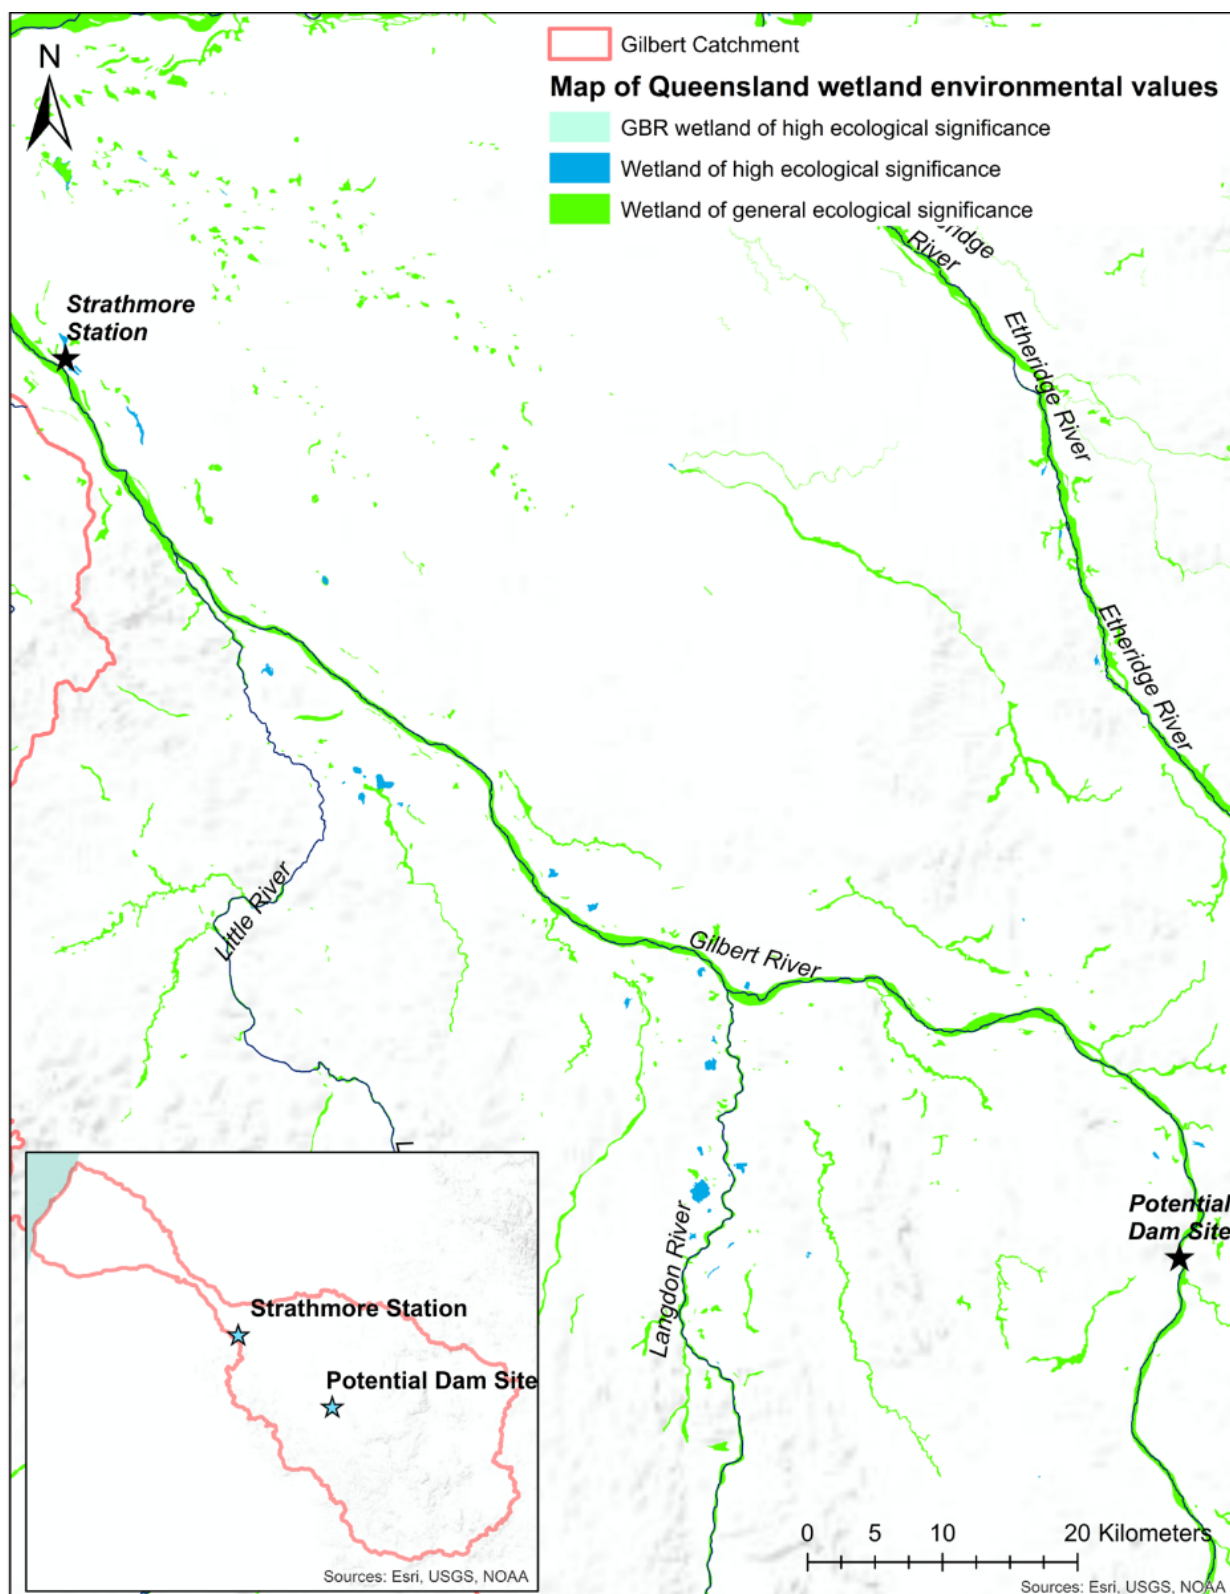 N
Gilbert Catchment
Map of Queensland wetland environmental values
GBR wetland of high ecological significance
Wetland of high ecological significance
Wetland of general ecological significance
River
Etheridge River
Strathmore
Station
Etheridge River
Little River
Gilbert River
Langdon River
Potential
Dam Site
Strathmore Station
Potential Dam Site
Sources: Esri, USGS, NOAA
0 5 10 20 Kilometers
Sources: Esri, USGS, NOAA